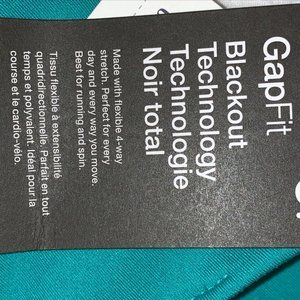 GapFit
Blackout
Technology
Technologie
Noir total
Made with flexible 4-way
stretch. Perfect for every
day and every way you move.
Best for running and spin.
Tissu flexible à extensibilité
quadridirectionnelle. Parfait en tout
temps et polyvalent. Idéal pour la
course et le cardio-vélo.